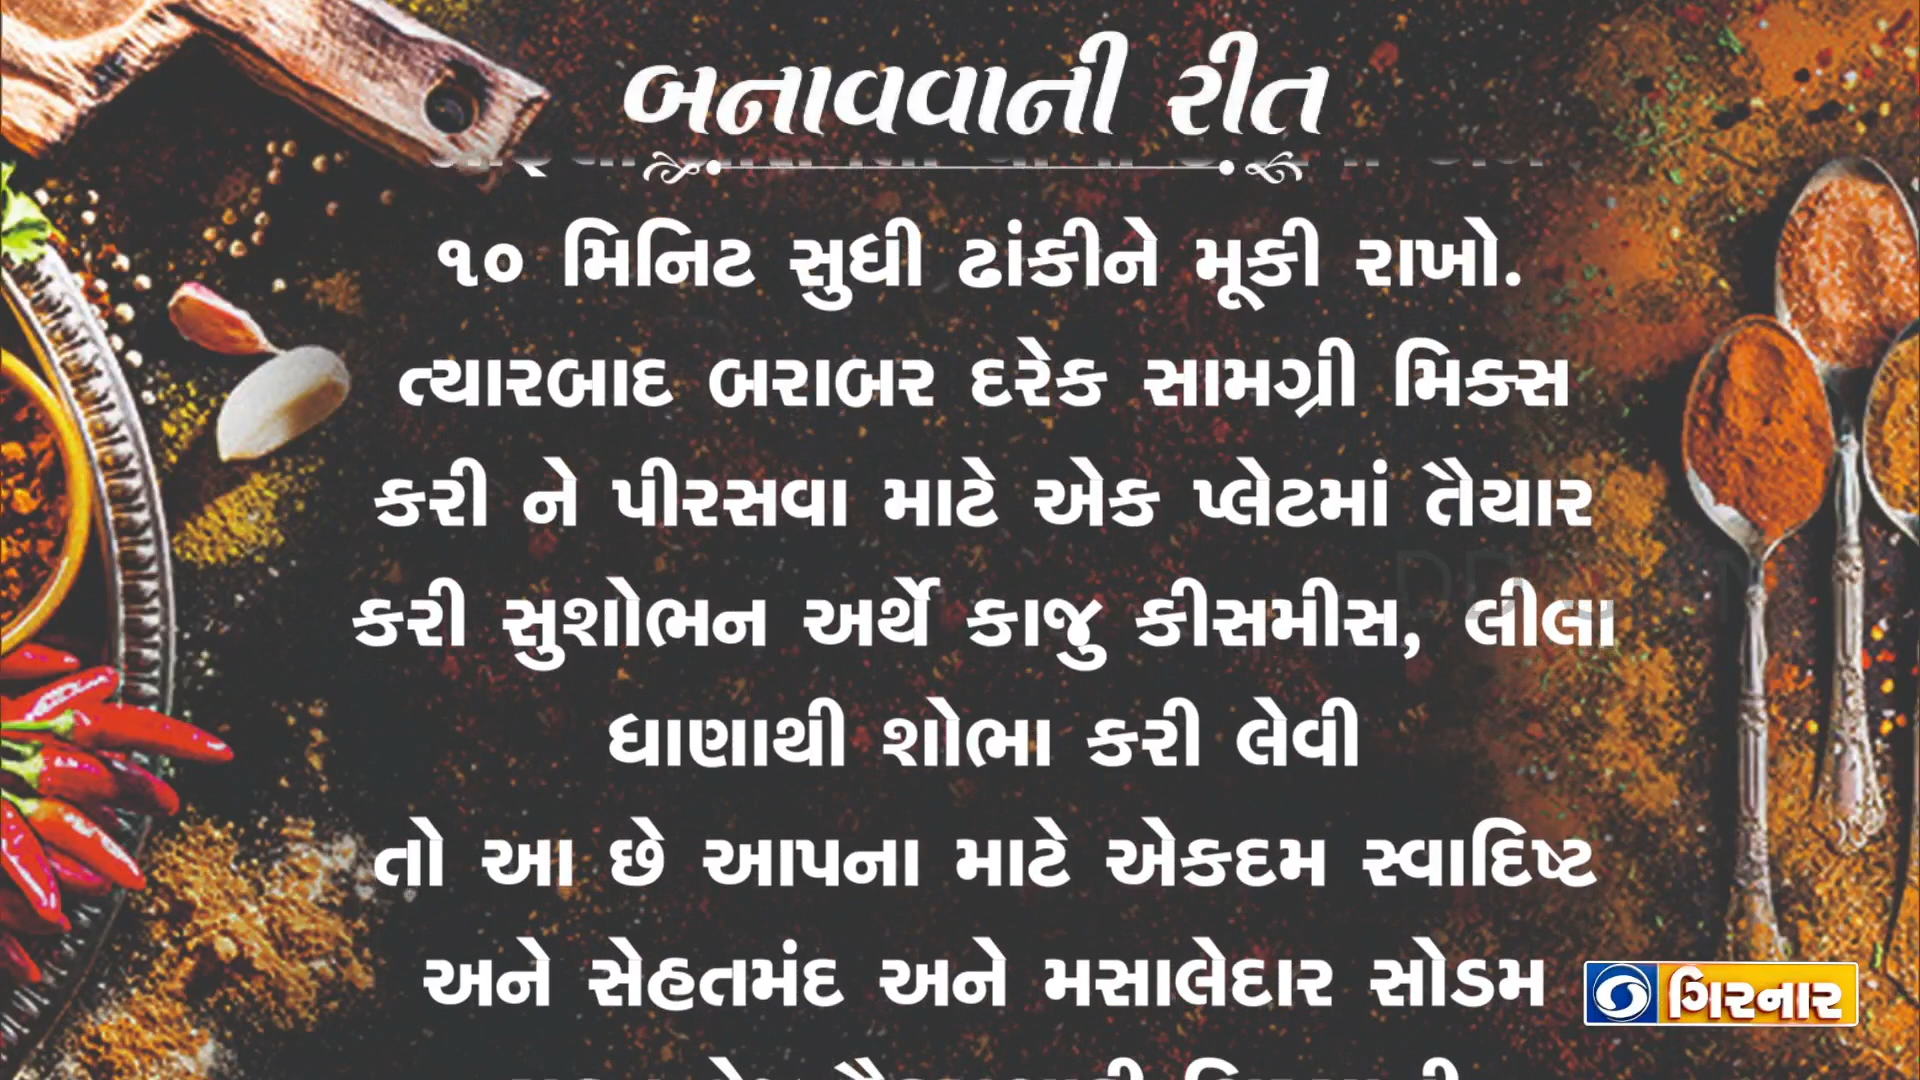 બનાવવાની રીત
૧૦ મિનિટ સુધી ઢાંકીને મૂકી રાખો.
ત્યારબાદ બરાબર દરેક સામગ્રી મિક્સ
કરી ને પીરસવા માટે એક પ્લેટમાં તૈયાર
કરી સુશોભન અર્થે કાજુ કીસમીસ, લીલા
ધાણાથી શોભા કરી લેવી
તો આ છે આપના માટે એકદમ સ્વાદિષ્ટ
અને સેહતમંદ અને મસાલેદાર સોડમ
ગિરનાર